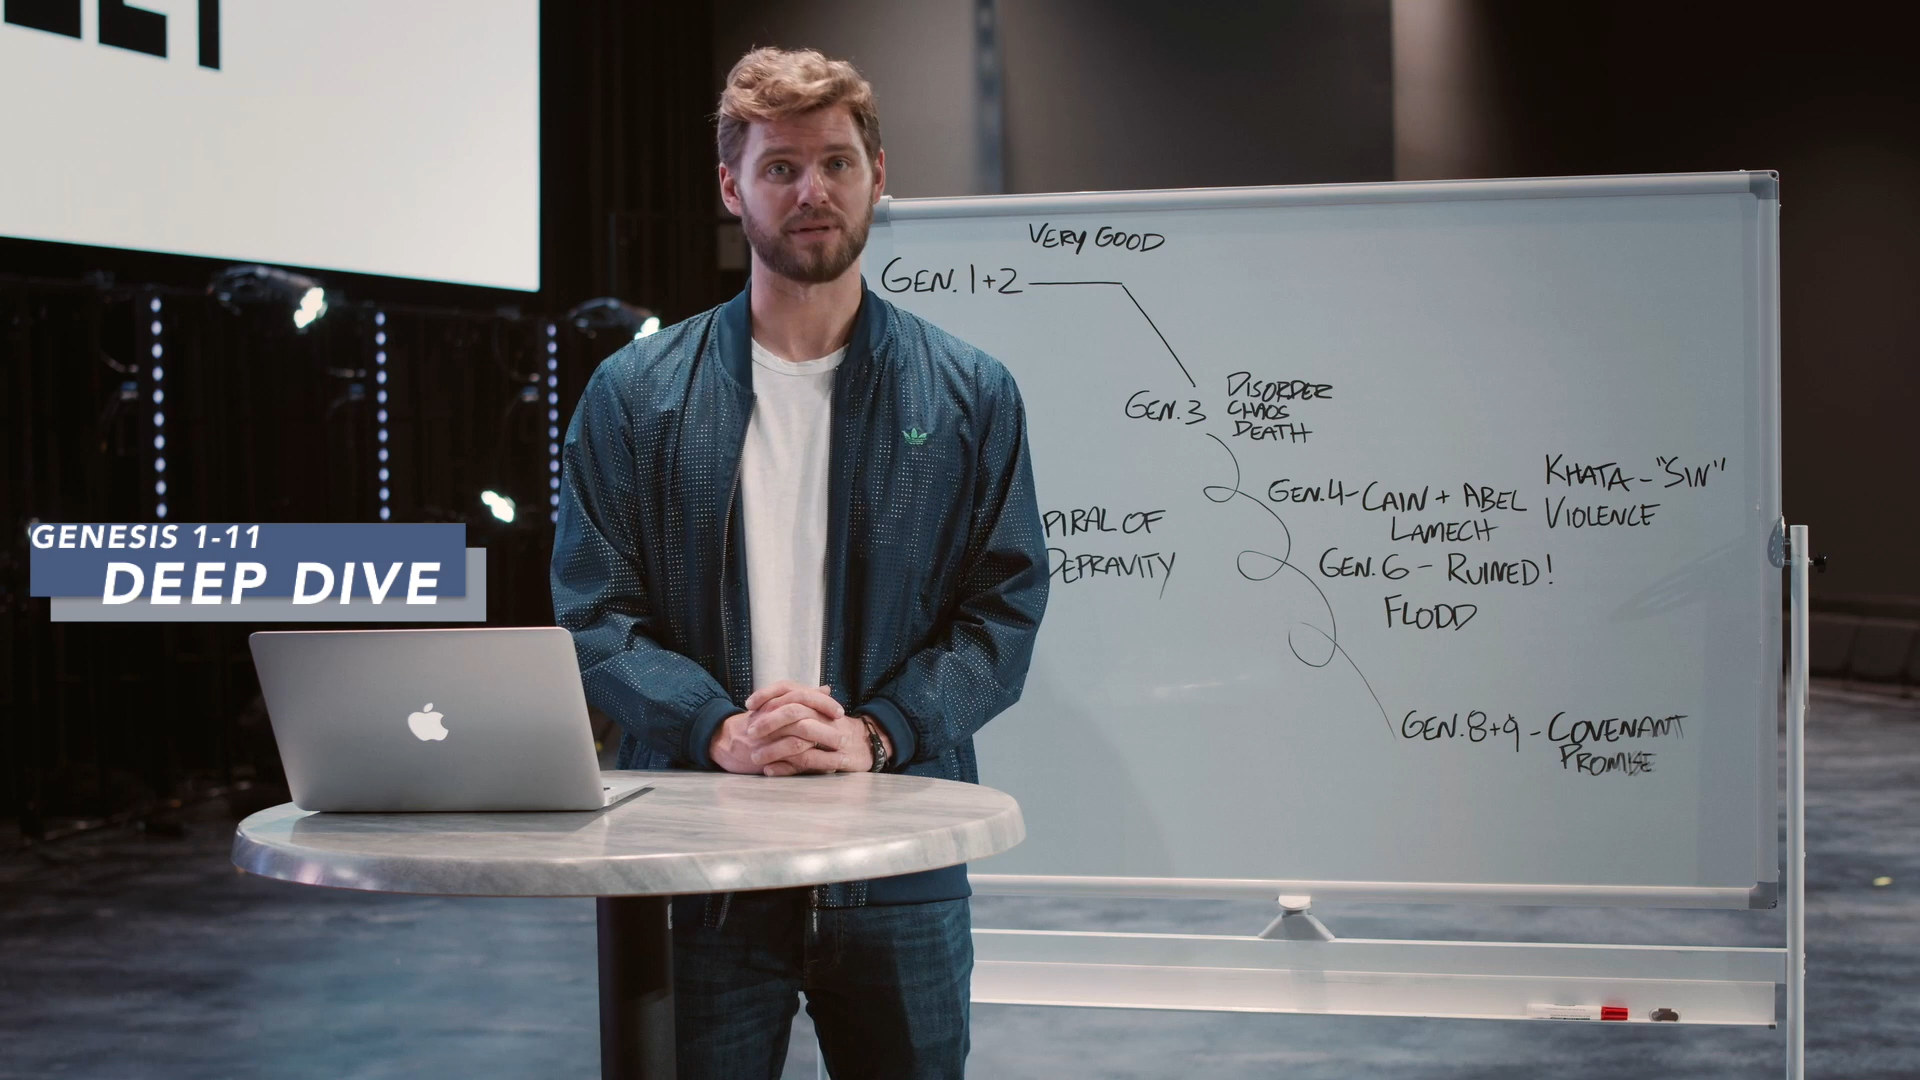 GENESIS 1-11
DEEP DIVE
VERY GOOD
GEN. 1+2
GEN. 3
DISORDER
CHAOS
DEATH
GEN. 4 - CAIN + ABEL
LAMECH
KHATA - "SIN"
VIOLENCE
PIRAL OF
DEPRAVITY
GEN. 6 - RUINED!
FLODD
GEN. 8+9 - COVENANT
PROMISE